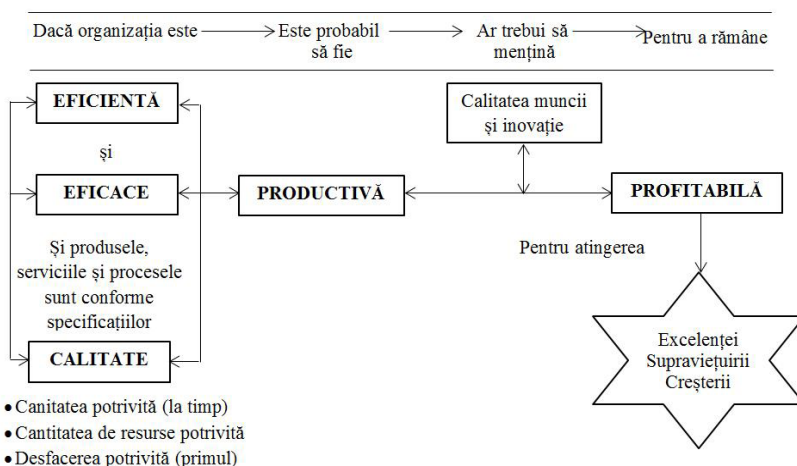 Dacă organizația este
Este probabil
să fie
Ar trebui să
mențină
Pentru a rămâne
EFICIENTĂ
Calitatea muncii
și inovație
și
EFICACE
PRODUCTIVĂ
PROFITABILĂ
Și produsele,
serviciile și procesele
sunt conforme
specificațiilor
Pentru atingerea
CALITATE
Excelenței
Supraviețuirii
Creșterii
• Canitatea potrivită (la timp)
• Cantitatea de resurse potrivită
• Desfacerea potrivită (primul)